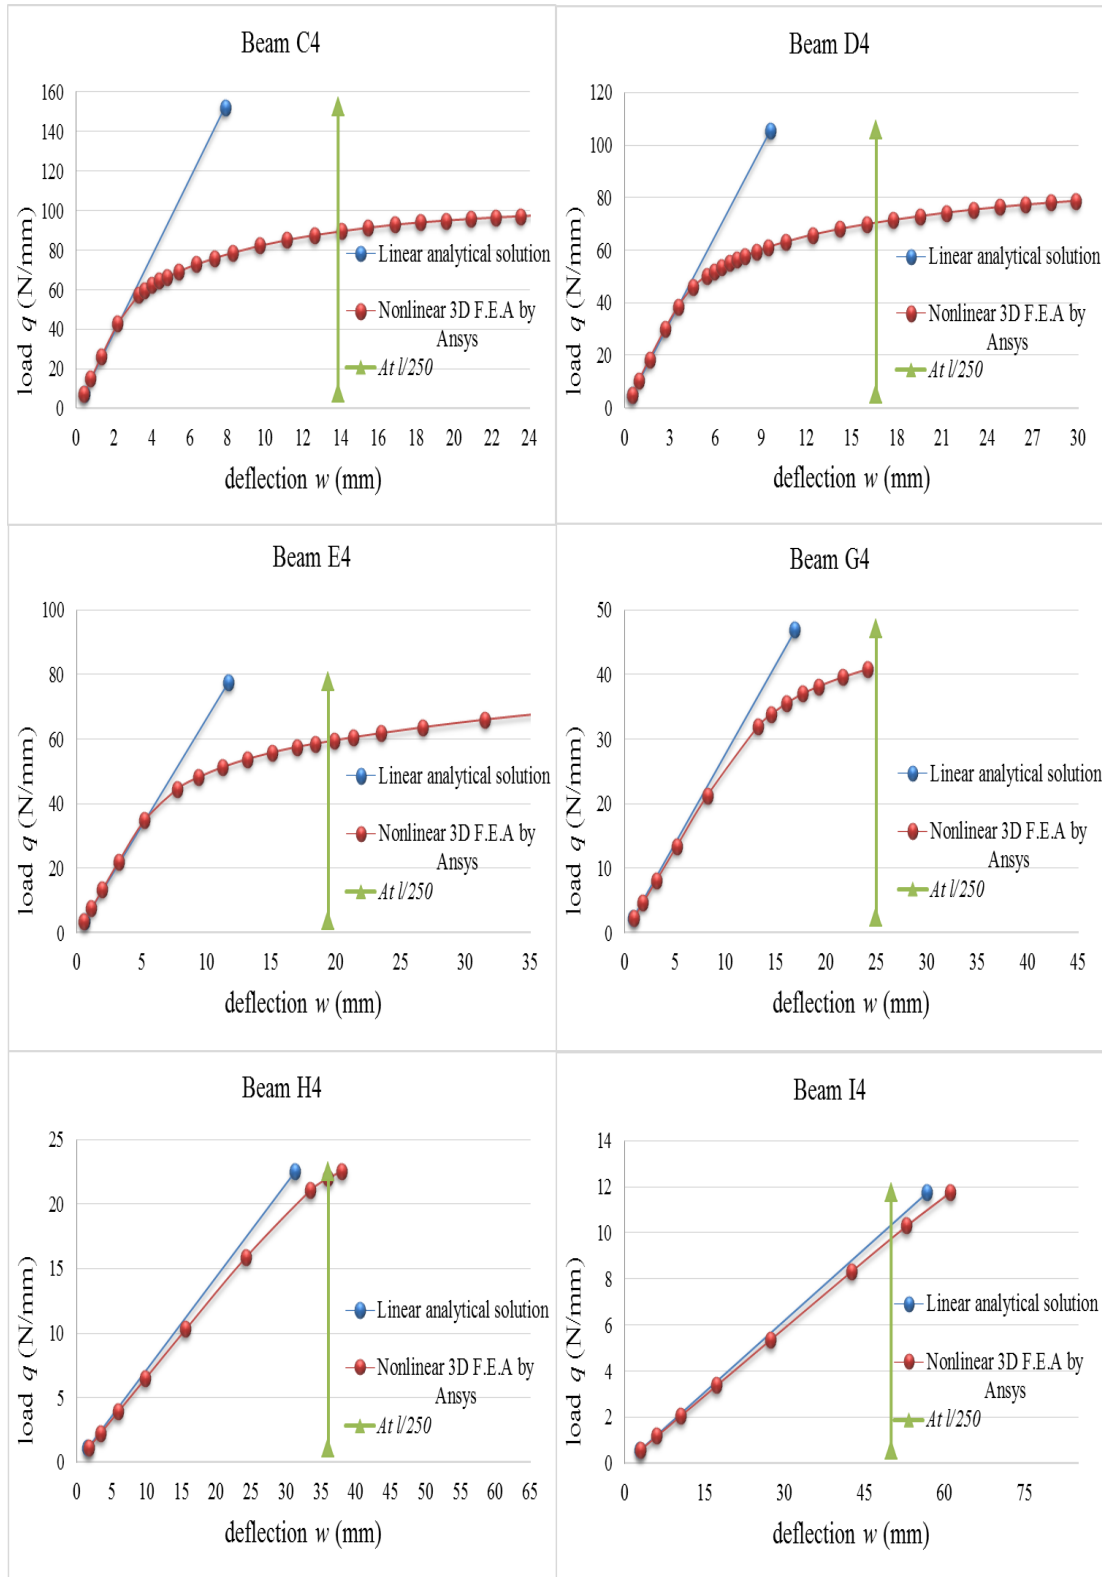 Beam C4
load q (N/mm)
160
140
120
100
80
60
40
20
0
0 2 4 6 8 10 12 14 16 18 20 22 24
deflection w (mm)
Linear analytical solution
Nonlinear 3D F.E.A by
Ansys
At l/250
Beam D4
load q (N/mm)
120
100
80
60
40
20
0
0 3 6 9 12 15 18 21 24 27 30
deflection w (mm)
Linear analytical solution
Nonlinear 3D F.E.A by
Ansys
At l/250
Beam E4
load q (N/mm)
100
80
60
40
20
0
0 5 10 15 20 25 30 35
deflection w (mm)
Linear analytical solution
Nonlinear 3D F.E.A by
Ansys
At l/250
Beam G4
load q (N/mm)
50
40
30
20
10
0
0 5 10 15 20 25 30 35 40 45
deflection w (mm)
Linear analytical solution
Nonlinear 3D F.E.A by
Ansys
At l/250
Beam H4
load q (N/mm)
25
20
15
10
5
0
0 5 10 15 20 25 30 35 40 45 50 55 60 65
deflection w (mm)
Linear analytical solution
Nonlinear 3D F.E.A by
Ansys
At l/250
Beam I4
load q (N/mm)
14
12
10
8
6
4
2
0
0 15 30 45 60 75
deflection w (mm)
Linear analytical solution
Nonlinear 3D F.E.A by
Ansys
At l/250